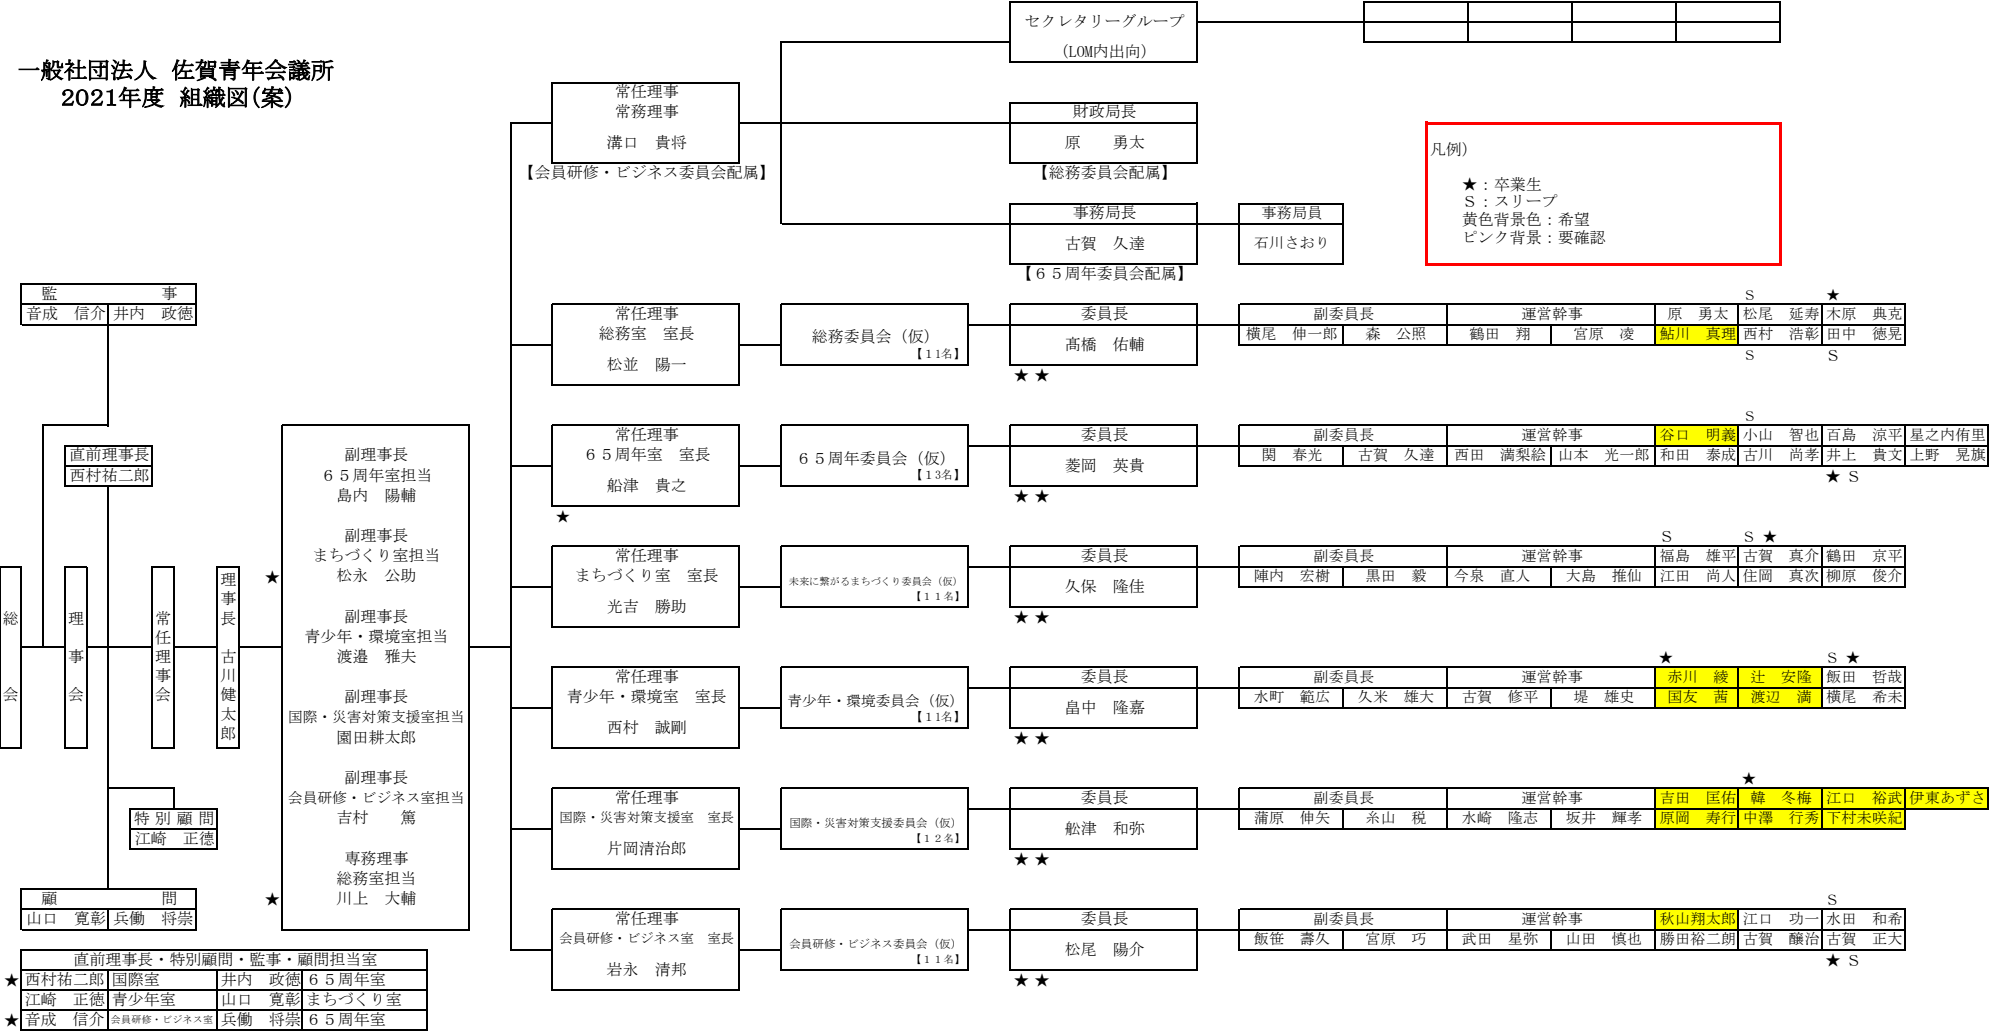 一般社団法人　佐賀青年会議所
2021年度　組織図(案)
セクレタリーグループ
(LOM内出向)
常任理事
常務理事
溝口　貴将
【会員研修・ビジネス委員会配属】
財政局長
原　　勇太
【総務委員会配属】
事務局長
古賀　久達
【６５周年委員会配属】
事務局員
石川さおり
凡例）
★：卒業生
Ｓ：スリープ
黄色背景色：希望
ピンク背景：要確認
監　事
音成　信介　井内　政徳
直前理事長
西村祐二郎
総会
理事会
常任理事会
理事長　古川健太郎
特別顧問
江崎　正徳
顧　問
山口　寛彰　兵働　将崇
★
副理事長
６５周年室担当
島内　陽輔
副理事長
まちづくり室担当
松永　公助
副理事長
青少年・環境室担当
渡邉　雅夫
副理事長
国際・災害対策支援室担当
園田耕太郎
副理事長
会員研修・ビジネス室担当
吉村　　篤
専務理事
総務室担当
川上　大輔
★
常任理事
総務室　室長
松並　陽一
総務委員会（仮）
【11名】
委員長
髙橋　佑輔
★ ★
Ｓ　★
副委員長　運営幹事　原　勇太　松尾　延寿　木原　典克
横尾　伸一郎　森　公照　鶴田　翔　宮原　凌　鮎川　真理　西村　浩彰　田中　徳晃
Ｓ　Ｓ
常任理事
６５周年室　室長
船津　貴之
★
６５周年委員会（仮）
【13名】
委員長
菱岡　英貴
★ ★
Ｓ
副委員長　運営幹事　谷口　明義　小山　智也　百島　涼平　星之内侑里
関　春光　古賀　久達　西田　満梨絵　山本　光一郎　和田　泰成　古川　尚孝　井上　貴文　上野　晃旗
★ Ｓ
常任理事
まちづくり室　室長
光吉　勝助
未来に繋がるまちづくり委員会（仮）
【１１名】
委員長
久保　隆佳
★ ★
Ｓ　Ｓ ★
副委員長　運営幹事　福島　雄平　古賀　真介　鶴田　京平
陣内　宏樹　黒田　毅　今泉　直人　大島　推仙　江田　尚人　住岡　真次　柳原　俊介
常任理事
青少年・環境室　室長
西村　誠剛
青少年・環境委員会（仮）
【11名】
委員長
畠中　隆嘉
★ ★
★　Ｓ ★
副委員長　運営幹事　赤川　綾　辻　安隆　飯田　哲哉
水町　範広　久米　雄大　古賀　修平　堤　雄史　国友　茜　渡辺　満　横尾　希未
常任理事
国際・災害対策支援室　室長
片岡清治郎
国際・災害対策支援委員会（仮）
【１２名】
委員長
舩津　和弥
★ ★
★
副委員長　運営幹事　吉田　匡佑　韓　冬梅　江口　裕武　伊東あずさ
蒲原　伸矢　糸山　税　水崎　隆志　坂井　輝孝　原岡　寿行　中澤　行秀　下村未咲紀
常任理事
会員研修・ビジネス室　室長
岩永　清邦
会員研修・ビジネス委員会（仮）
【１１名】
委員長
松尾　陽介
★ ★
Ｓ
副委員長　運営幹事　秋山翔太郎　江口　功一　水田　和希
飯笹　壽久　宮原　巧　武田　星弥　山田　慎也　勝田裕二朗　古賀　醸治　古賀　正大
★ Ｓ
直前理事長・特別顧問・監事・顧問担当室
★　西村祐二郎　国際室　井内　政徳　６５周年室
江崎　正徳　青少年室　山口　寛彰　まちづくり室
★　音成　信介　会員研修・ビジネス室　兵働　将崇　６５周年室